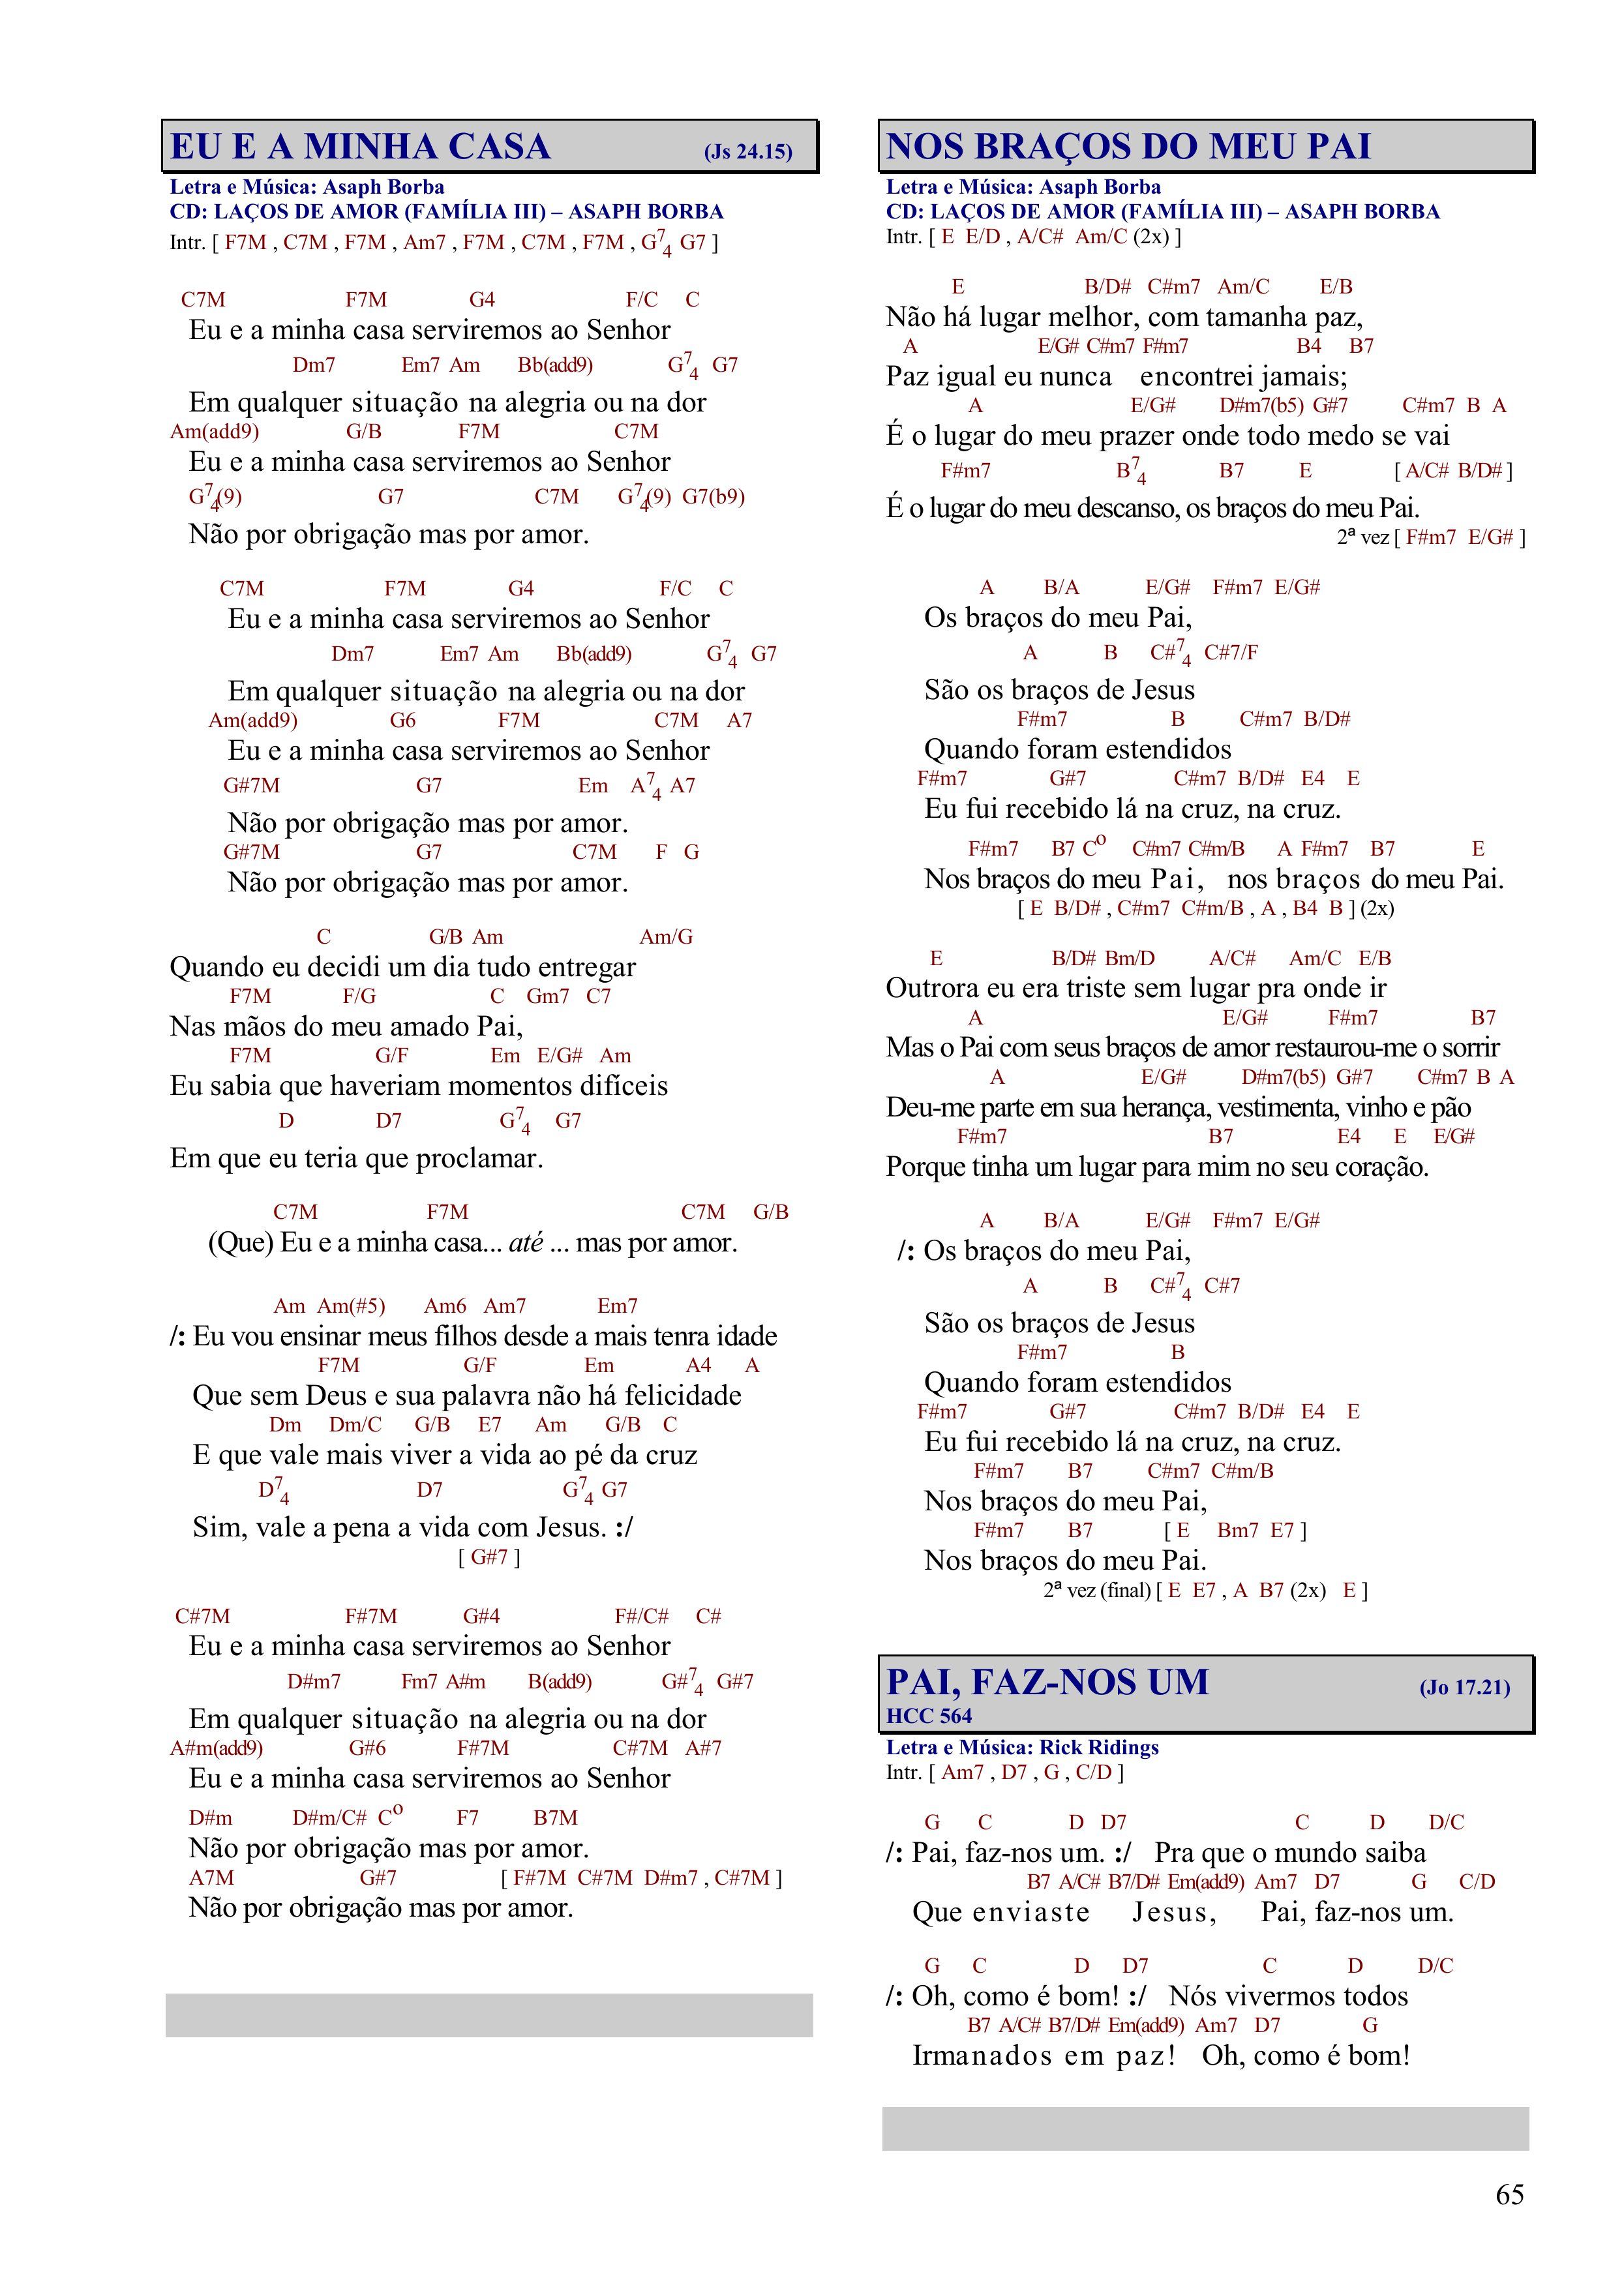 EU E A MINHA CASA (Js 24.15)
Letra e Música: Asaph Borba
CD: LAÇOS DE AMOR (FAMÍLIA III) – ASAPH BORBA
Intr. [ F7M , C7M , F7M , Am7 , F7M , C7M , F7M , G74 G7 ]
C7M F7M G4 F/C C
Eu e a minha casa serviremos ao Senhor
Dm7 Em7 Am Bb(add9) G74 G7
Em qualquer situação na alegria ou na dor
Am(add9) G/B F7M C7M
Eu e a minha casa serviremos ao Senhor
G74(9) G7 C7M G74(9) G7(b9)
Não por obrigação mas por amor.
C7M F7M G4 F/C C
Eu e a minha casa serviremos ao Senhor
Dm7 Em7 Am Bb(add9) G74 G7
Em qualquer situação na alegria ou na dor
Am(add9) G6 F7M C7M A7
Eu e a minha casa serviremos ao Senhor
G#7M G7 Em A74 A7
Não por obrigação mas por amor.
G#7M G7 C7M F G
Não por obrigação mas por amor.
C G/B Am Am/G
Quando eu decidi um dia tudo entregar
F7M F/G C Gm7 C7
Nas mãos do meu amado Pai,
F7M G/F Em E/G# Am
Eu sabia que haveriam momentos difíceis
D D7 G74 G7
Em que eu teria que proclamar.
C7M F7M C7M G/B
(Que) Eu e a minha casa... até ... mas por amor.
Am Am(#5) Am6 Am7 Em7
/: Eu vou ensinar meus filhos desde a mais tenra idade
F7M G/F Em A4 A
Que sem Deus e sua palavra não há felicidade
Dm Dm/C G/B E7 Am G/B C
E que vale mais viver a vida ao pé da cruz
D74 D7 G74 G7
Sim, vale a pena a vida com Jesus. :/
[ G#7 ]
C#7M F#7M G#4 F#/C# C#
Eu e a minha casa serviremos ao Senhor
D#m7 Fm7 A#m B(add9) G#74 G#7
Em qualquer situação na alegria ou na dor
A#m(add9) G#6 F#7M C#7M A#7
Eu e a minha casa serviremos ao Senhor
D#m D#m/C# Co F7 B7M
Não por obrigação mas por amor.
A7M G#7 [ F#7M C#7M D#m7 , C#7M ]
Não por obrigação mas por amor.
NOS BRAÇOS DO MEU PAI
Letra e Música: Asaph Borba
CD: LAÇOS DE AMOR (FAMÍLIA III) – ASAPH BORBA
Intr. [ E E/D , A/C# Am/C (2x) ]
E B/D# C#m7 Am/C E/B
Não há lugar melhor, com tamanha paz,
A E/G# C#m7 F#m7 B4 B7
Paz igual eu nunca encontrei jamais;
A E/G# D#m7(b5) G#7 C#m7 B A
É o lugar do meu prazer onde todo medo se vai
F#m7 B74 B7 E [ A/C# B/D# ]
É o lugar do meu descanso, os braços do meu Pai.
2ª vez [ F#m7 E/G# ]
A B/A E/G# F#m7 E/G#
Os braços do meu Pai,
A B C#74 C#7/F
São os braços de Jesus
F#m7 B C#m7 B/D#
Quando foram estendidos
F#m7 G#7 C#m7 B/D# E4 E
Eu fui recebido lá na cruz, na cruz.
F#m7 B7 Co C#m7 C#m/B A F#m7 B7 E
Nos braços do meu Pai, nos braços do meu Pai.
[ E B/D# , C#m7 C#m/B , A , B4 B ] (2x)
E B/D# Bm/D A/C# Am/C E/B
Outrora eu era triste sem lugar pra onde ir
A E/G# F#m7 B7
Mas o Pai com seus braços de amor restaurou-me o sorrir
A E/G# D#m7(b5) G#7 C#m7 B A
Deu-me parte em sua herança, vestimenta, vinho e pão
F#m7 B7 E4 E E/G#
Porque tinha um lugar para mim no seu coração.
A B/A E/G# F#m7 E/G#
/: Os braços do meu Pai,
A B C#74 C#7
São os braços de Jesus
F#m7 B
Quando foram estendidos
F#m7 G#7 C#m7 B/D# E4 E
Eu fui recebido lá na cruz, na cruz.
F#m7 B7 C#m7 C#m/B
Nos braços do meu Pai,
F#m7 B7 [ E Bm7 E7 ]
Nos braços do meu Pai.
2ª vez (final) [ E E7 , A B7 (2x) E ]
PAI, FAZ-NOS UM (Jo 17.21)
HCC 564
Letra e Música: Rick Ridings
Intr. [ Am7 , D7 , G , C/D ]
G C D D7 C D D/C
/: Pai, faz-nos um. :/ Pra que o mundo saiba
B7 A/C# B7/D# Em(add9) Am7 D7 G C/D
Que enviaste Jesus, Pai, faz-nos um.
G C D D7 C D D/C
/: Oh, como é bom! :/ Nós vivermos todos
B7 A/C# B7/D# Em(add9) Am7 D7 G
Irmanados em paz! Oh, como é bom!
65